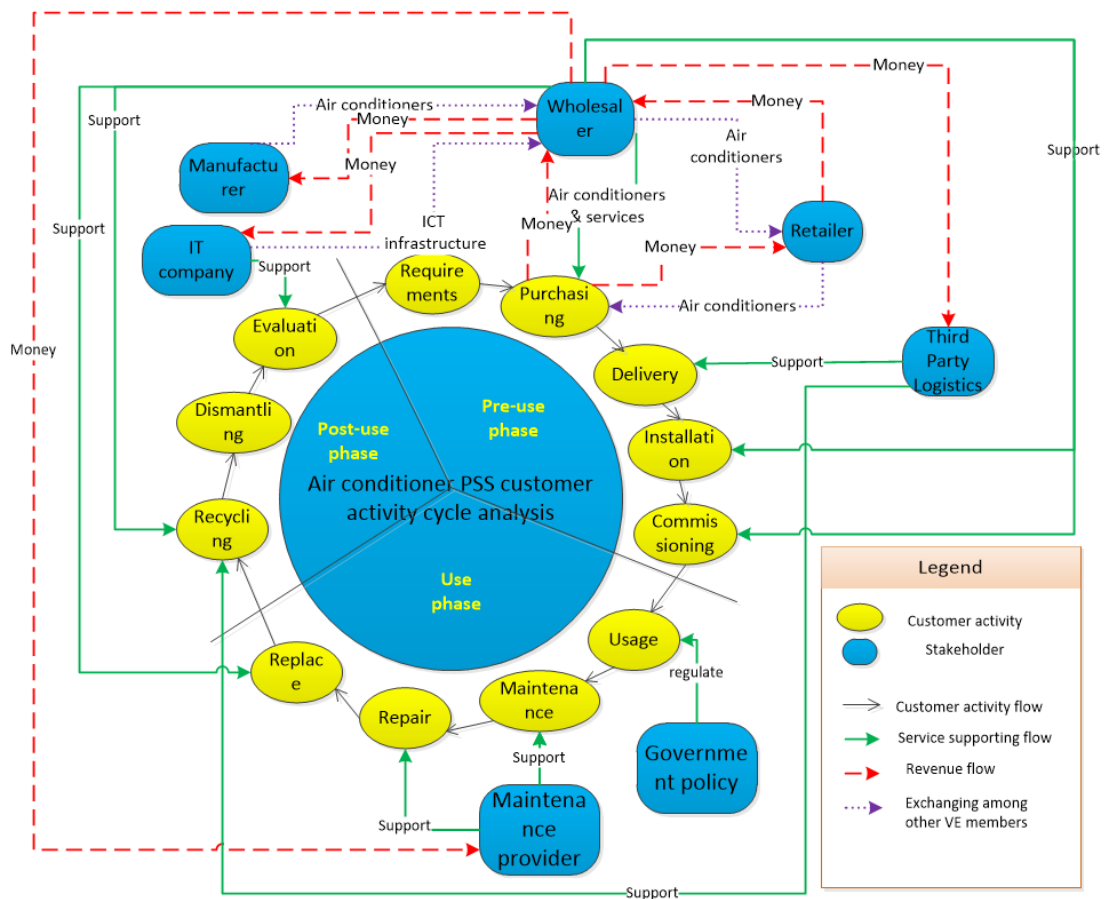 Money
Wholesal
er
Air conditioners
Money
Money
Support
Air
conditioners
Support
Manufactu
rer
Money
Air conditioners
& services
Money
ICT
infrastructure
Money
Retailer
Support
IT
company
Support
Require
ments
Purchasi
ng
Air conditioners
Evaluati
on
Money
Delivery
Support
Third
Party
Logistics
Dismantli
ng
Pre-use
phase
Post-use
phase
Installati
on
Air conditioner PSS customer
activity cycle analysis
Recycli
ng
Commis
sioning
Use
phase
Legend
Customer activity
Stakeholder
Customer activity flow
Service supporting flow
Revenue flow
Exchanging among
other VE members
Usage
regulate
Replac
e
Maintena
nce
Repair
Support
Governme
nt policy
Support
Maintena
nce
provider
Support